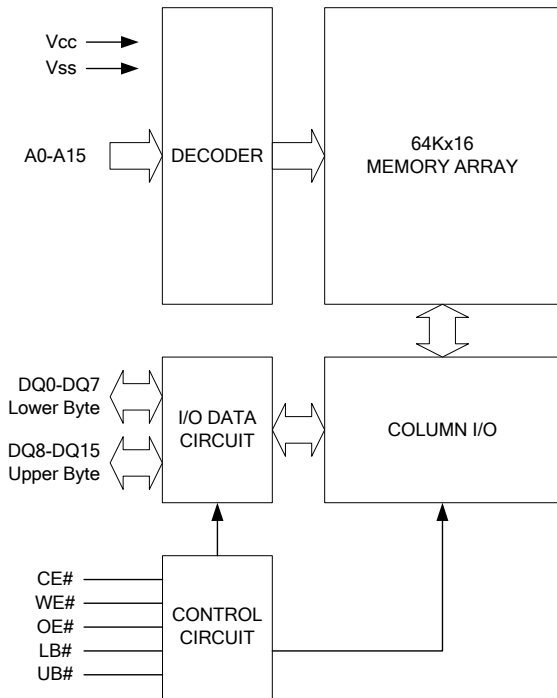 Vcc
Vss
A0-A15
DECODER
64Kx16
MEMORY ARRAY
DQ0-DQ7
Lower Byte
DQ8-DQ15
Upper Byte
I/O DATA
CIRCUIT
COLUMN I/O
CE#
WE#
OE#
LB#
UB#
CONTROL
CIRCUIT